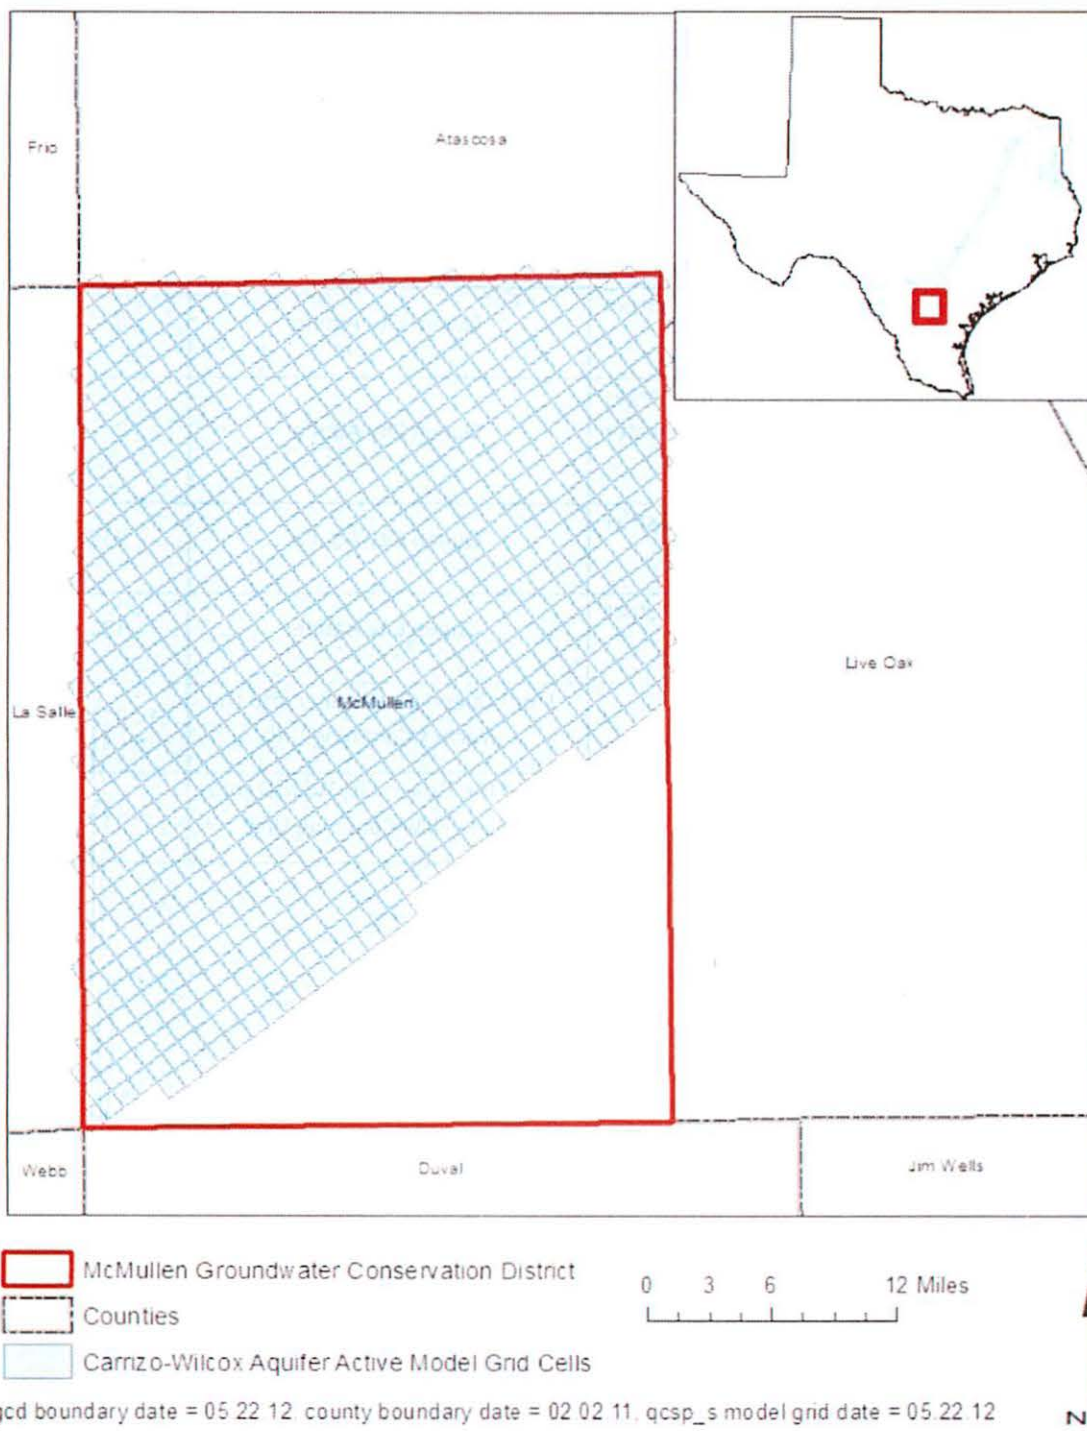 Frio
Atascosa
La Salle
McMullen
Live Oak
Webb
Duval
Jim Wells
McMullen Groundwater Conservation District
0 3 6 12 Miles
Counties
Carrizo-Wilcox Aquifer Active Model Grid Cells
gcd boundary date = 05.22.12, county boundary date = 02.02.11, qcsp_s model grid date = 05.22.12
N